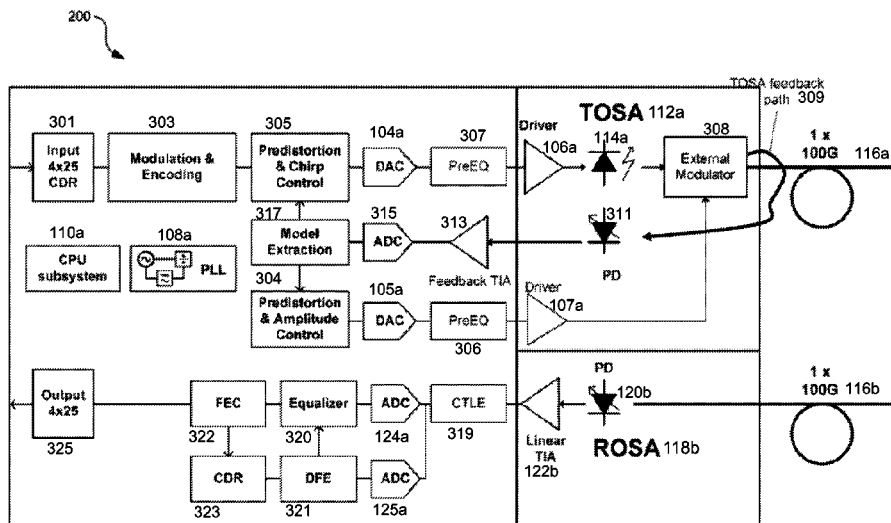 200
TOSA feedback
path 309
301
303
305
104a
307
Driver
TOSA 112a
114a
308
1 x
100G
116a
Input
4x25
CDR
Modulation &
Encoding
Predistortion
& Chirp
Control
DAC
PreEQ
106a
External
Modulator
317
315
313
311
110a
108a
Model
Extraction
ADC
CPU
subsystem
PLL
304
Feedback TIA
PD
105a
Driver
Predistortion
& Amplitude
Control
DAC
PreEQ
107a
306
Output
4x25
FEC
Equalizer
ADC
CTLE
PD
120b
1 x
100G
116b
325
322
320
124a
319
Linear
TIA
122b
ROSA 118b
CDR
DFE
ADC
323
321
125a